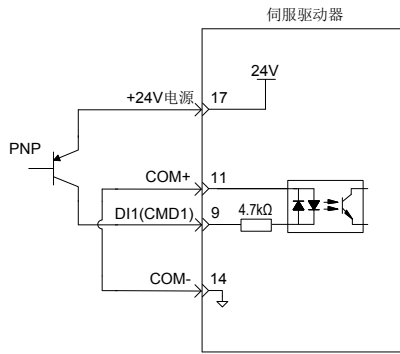 伺服驱动器
24V
+24V电源 17
PNP
COM+ 11
DI1(CMD1) 9 4.7kΩ
COM- 14